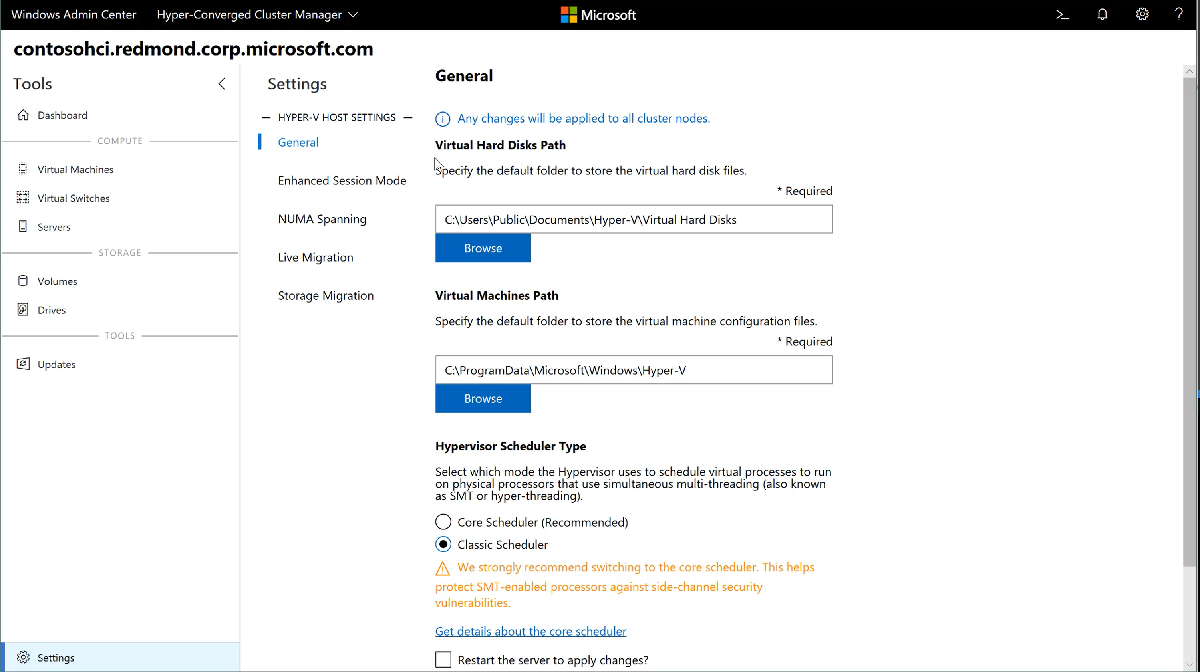 Windows Admin Center
Hyper-Converged Cluster Manager
Microsoft
contosohci.redmond.corp.microsoft.com
Tools
Dashboard
COMPUTE
Virtual Machines
Virtual Switches
Servers
STORAGE
Volumes
Drives
TOOLS
Updates
Settings
Settings
HYPER-V HOST SETTINGS
General
Enhanced Session Mode
NUMA Spanning
Live Migration
Storage Migration
General
Any changes will be applied to all cluster nodes.
Virtual Hard Disks Path
Specify the default folder to store the virtual hard disk files.
* Required
C:\Users\Public\Documents\Hyper-V\Virtual Hard Disks
Browse
Virtual Machines Path
Specify the default folder to store the virtual machine configuration files.
* Required
C:\ProgramData\Microsoft\Windows\Hyper-V
Browse
Hypervisor Scheduler Type
Select which mode the Hypervisor uses to schedule virtual processes to run
on physical processors that use simultaneous multi-threading (also known
as SMT or hyper-threading).
Core Scheduler (Recommended)
Classic Scheduler
We strongly recommend switching to the core scheduler. This helps
protect SMT-enabled processors against side-channel security
vulnerabilities.
Get details about the core scheduler
Restart the server to apply changes?